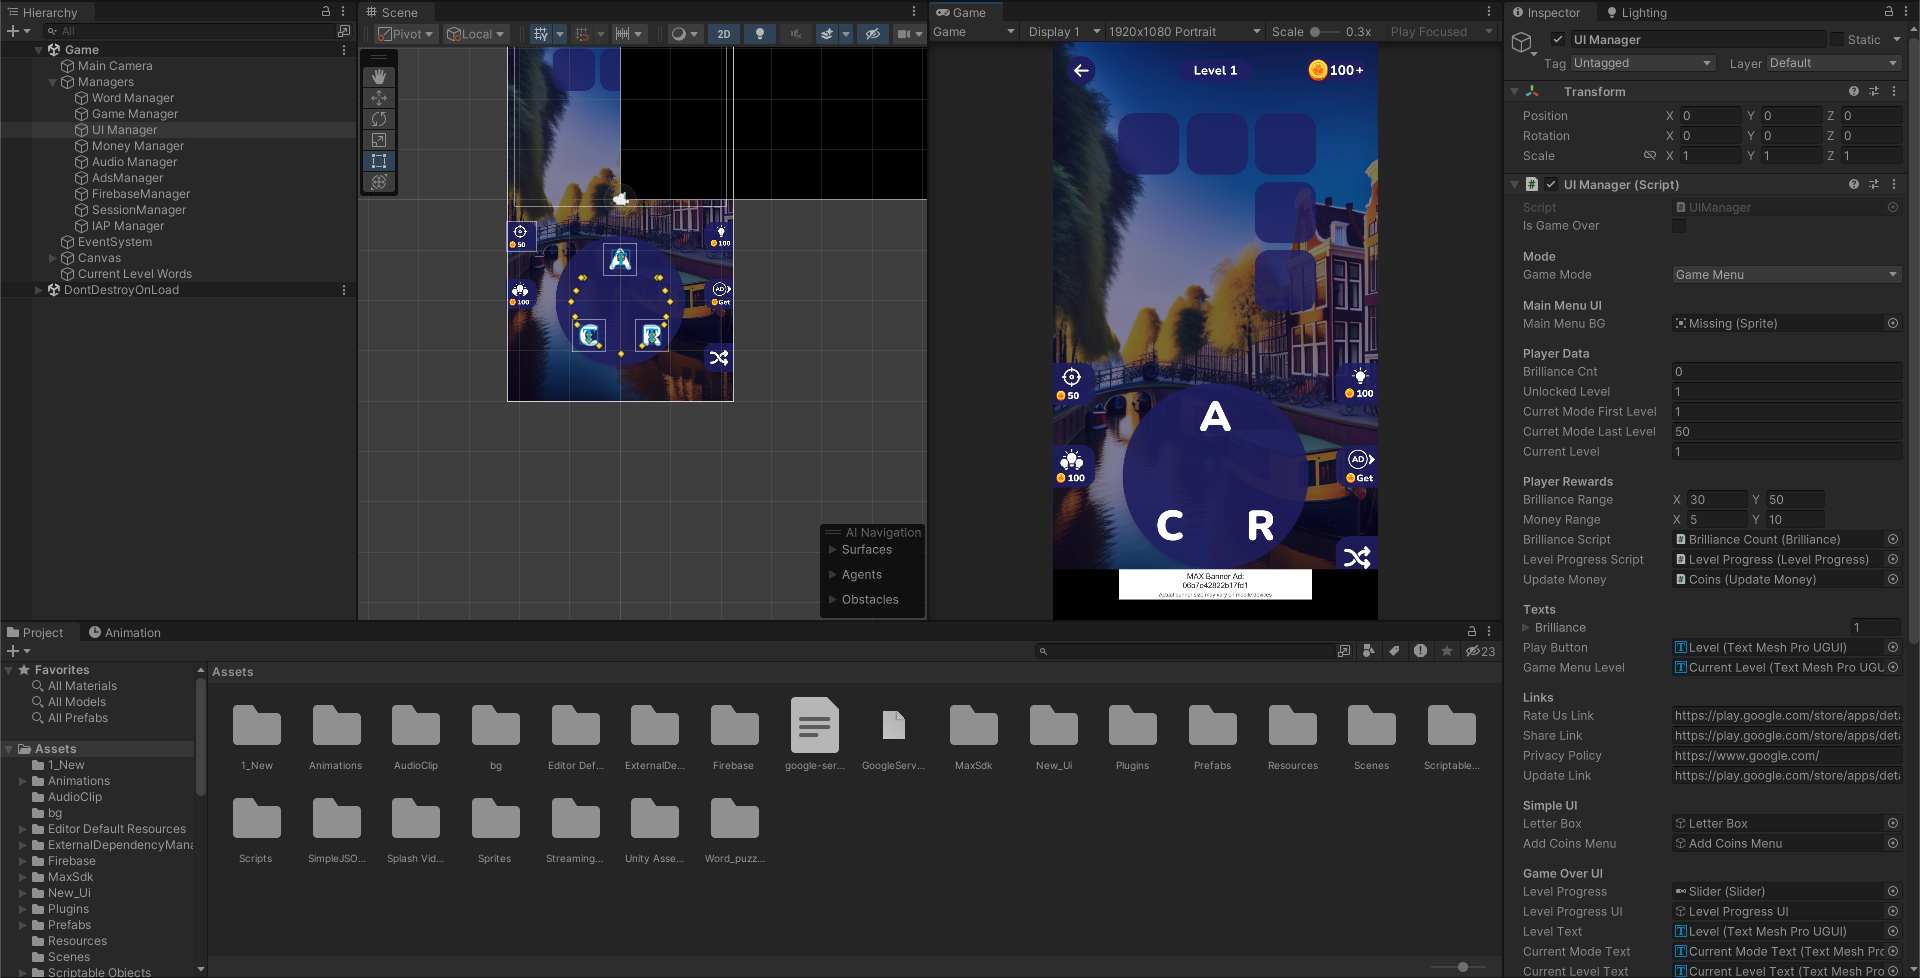 Hierarchy
All
Game
Main Camera
Managers
Word Manager
Game Manager
UI Manager
Money Manager
Audio Manager
AdsManager
FirebaseManager
SessionManager
IAP Manager
EventSystem
Canvas
Current Level Words
DontDestroyOnLoad
Scene
Pivot
Local
2D
50
100
100
AD
Get
A
C
R
AI Navigation
Surfaces
Agents
Obstacles
Game
Game
Display 1
1920x1080 Portrait
Scale
0.3x
Play Focused
Level 1
100+
50
100
A
100
AD
Get
C
R
MAX Banner Ad:
06b7e42822b17fd1
Actual banner size may vary on mobile devices
Inspector
Lighting
UI Manager
Static
Tag
Untagged
Layer
Default
Transform
Position X 0 Y 0 Z 0
Rotation X 0 Y 0 Z 0
Scale X 1 Y 1 Z 1
UI Manager (Script)
Script
UIManager
Is Game Over
Mode
Game Mode
Game Menu
Main Menu UI
Main Menu BG
Missing (Sprite)
Player Data
Brilliance Cnt 0
Unlocked Level 1
Curret Mode First Level 1
Curret Mode Last Level 50
Current Level 1
Player Rewards
Brilliance Range X 30 Y 50
Money Range X 5 Y 10
Brilliance Script
Brilliance Count (Brilliance)
Level Progress Script
Level Progress (Level Progress)
Update Money
Coins (Update Money)
Texts
Brilliance 1
Play Button
Level (Text Mesh Pro UGUI)
Game Menu Level
Current Level (Text Mesh Pro UGU
Links
Rate Us Link
https://play.google.com/store/apps/deta
Share Link
https://play.google.com/store/apps/deta
Privacy Policy
https://www.google.com/
Update Link
https://play.google.com/store/apps/deta
Simple UI
Letter Box
Letter Box
Add Coins Menu
Add Coins Menu
Game Over UI
Level Progress
Slider (Slider)
Level Progress UI
Level Progress UI
Level Text
Level (Text Mesh Pro UGUI)
Current Mode Text
Current Mode Text (Text Mesh Pro
Current Level Text
Current Level Text (Text Mesh Pro
Project
Animation
23
Favorites
All Materials
All Models
All Prefabs
Assets
1_New
Animations
AudioClip
bg
Editor Default Resources
ExternalDependencyMana
Firebase
MaxSdk
New_Ui
Plugins
Prefabs
Resources
Scenes
Scriptable Objects
Assets
1_New
Animations
AudioClip
bg
Editor Def...
ExternalDe...
Firebase
google-ser...
GoogleServ...
MaxSdk
New_Ui
Plugins
Prefabs
Resources
Scenes
Scriptable...
Scripts
SimpleJSO...
Splash Vid...
Sprites
Streaming...
Unity Asse...
Word_puzz...